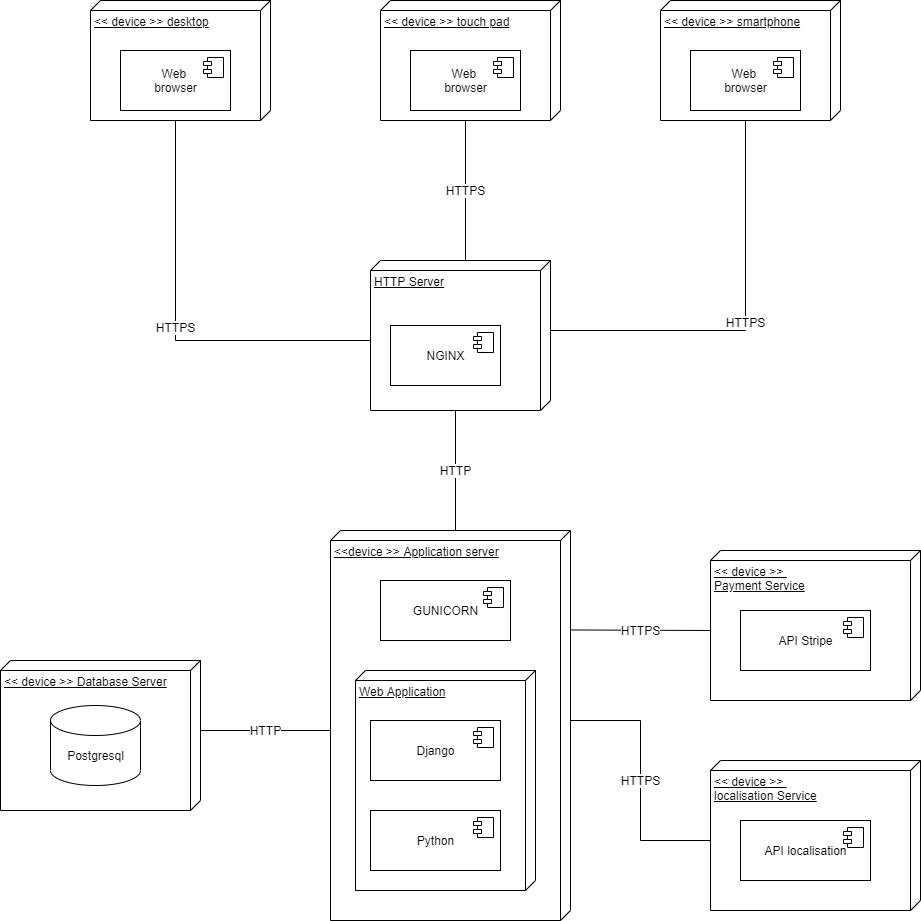 << device >> desktop
Web
browser
<< device >> touch pad
Web
browser
<< device >> smartphone
Web
browser
HTTPS
HTTPS
HTTPS
HTTP Server
NGINX
HTTP
<<device >> Application server
GUNICORN
Web Application
Django
Python
<< device >> Database Server
Postgresql
HTTP
HTTPS
<< device >>
Payment Service
API Stripe
HTTPS
<< device >>
localisation Service
API localisation